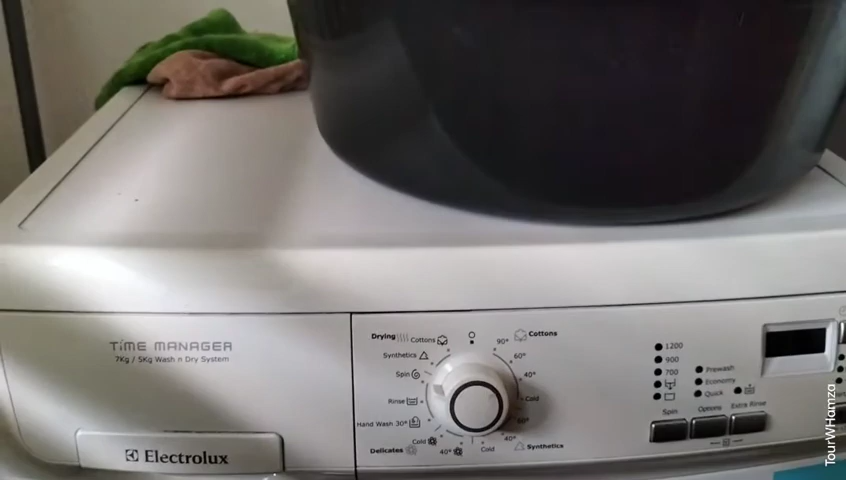 TIME MANAGER
7Kg / 5Kg Wash n Dry System
Electrolux
Drying
Cottons
Synthetics
Spin
Rinse
Hand Wash 30°
Cold
Delicates
40°
Cottons
90°
60°
40°
Cold
60°
40°
Cold
Synthetics
1200
900
700
Prewash
Economy
Quick
Spin
Options
Extra Rinse
TourWHamza